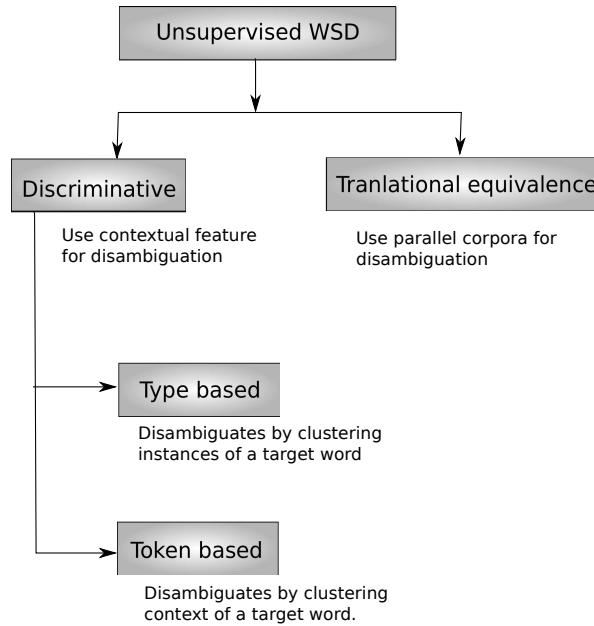 Unsupervised WSD
Discriminative
Tranlational equivalence
Use contextual feature
for disambiguation
Use parallel corpora for
disambiguation
Type based
Disambiguates by clustering
instances of a target word
Token based
Disambiguates by clustering
context of a target word.